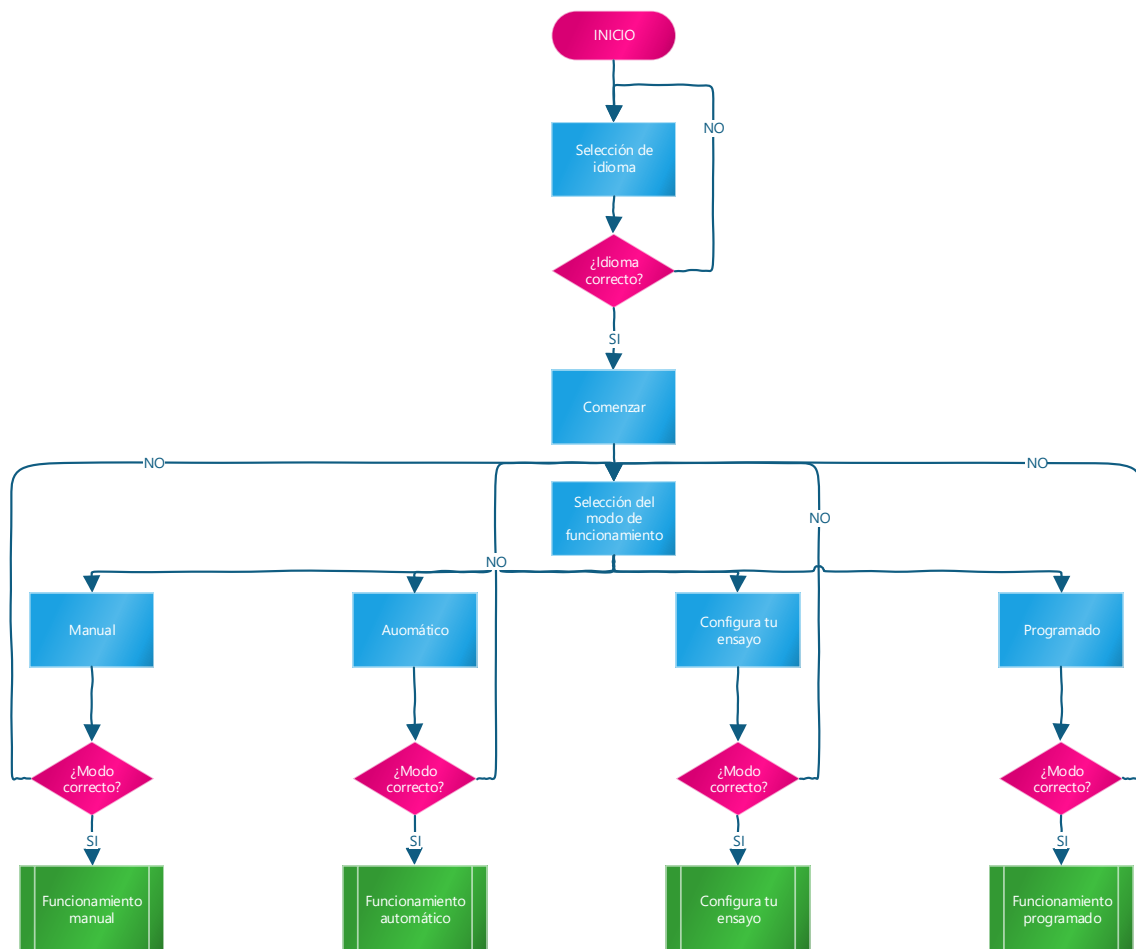 INICIO
NO
Selección de
idioma
¿Idioma
correcto?
SI
Comenzar
NO
NO
Selección del
modo de
funcionamiento
NO
NO
Manual
Auomático
Configura tu
ensayo
Programado
¿Modo
correcto?
¿Modo
correcto?
¿Modo
correcto?
¿Modo
correcto?
SI
SI
SI
SI
Funcionamiento
manual
Funcionamiento
automático
Configura tu
ensayo
Funcionamiento
programado